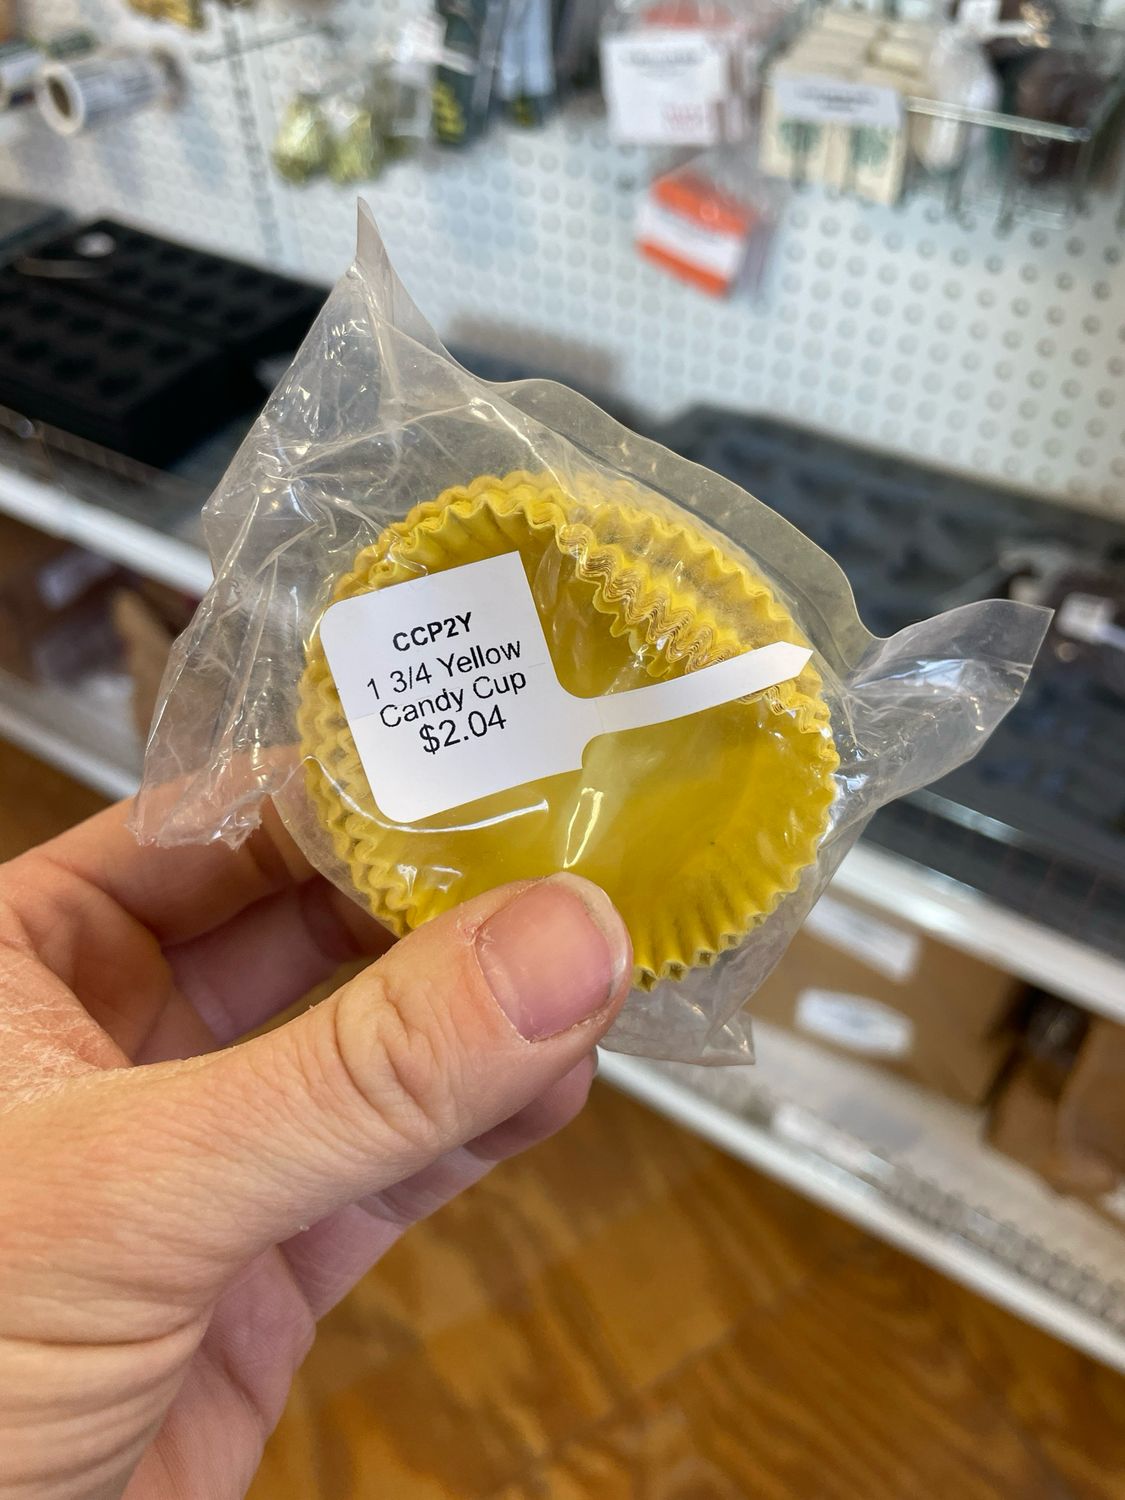 CCP2Y
1 3/4 Yellow
Candy Cup
$2.04